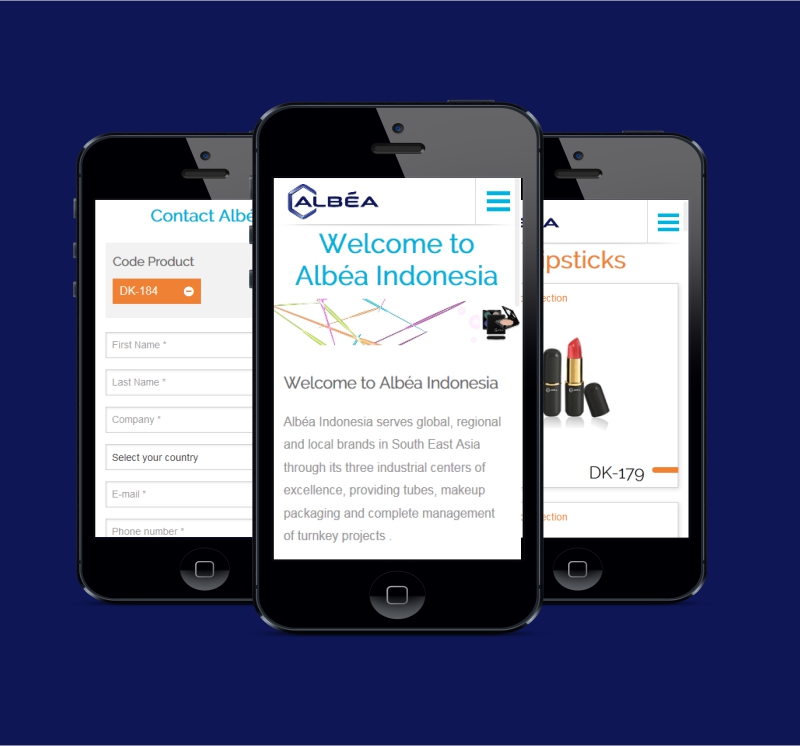 Contact Albé
Code Product
DK-184
First Name *
Last Name *
Company *
Select your country
E-mail *
Phone number *
ALBÉA
Welcome to
Albéa Indonesia
Welcome to Albéa Indonesia
Albéa Indonesia serves global, regional
and local brands in South East Asia
through its three industrial centers of
excellence, providing tubes, makeup
packaging and complete management
of turnkey projects .
A
ipsticks
ection
DK-179
ection